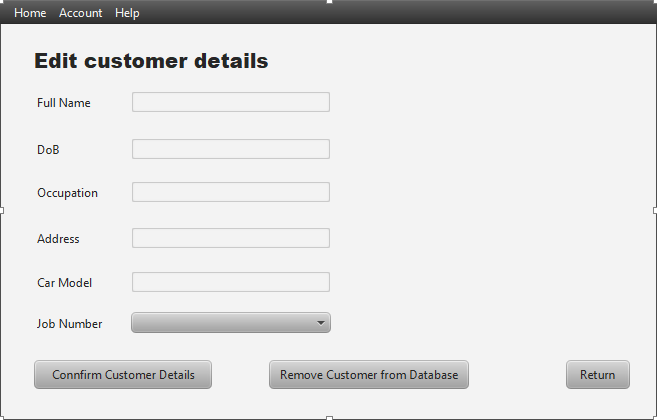 Home Account Help
Edit customer details
Full Name
DoB
Occupation
Address
Car Model
Job Number
Connfirm Customer Details Remove Customer from Database Return